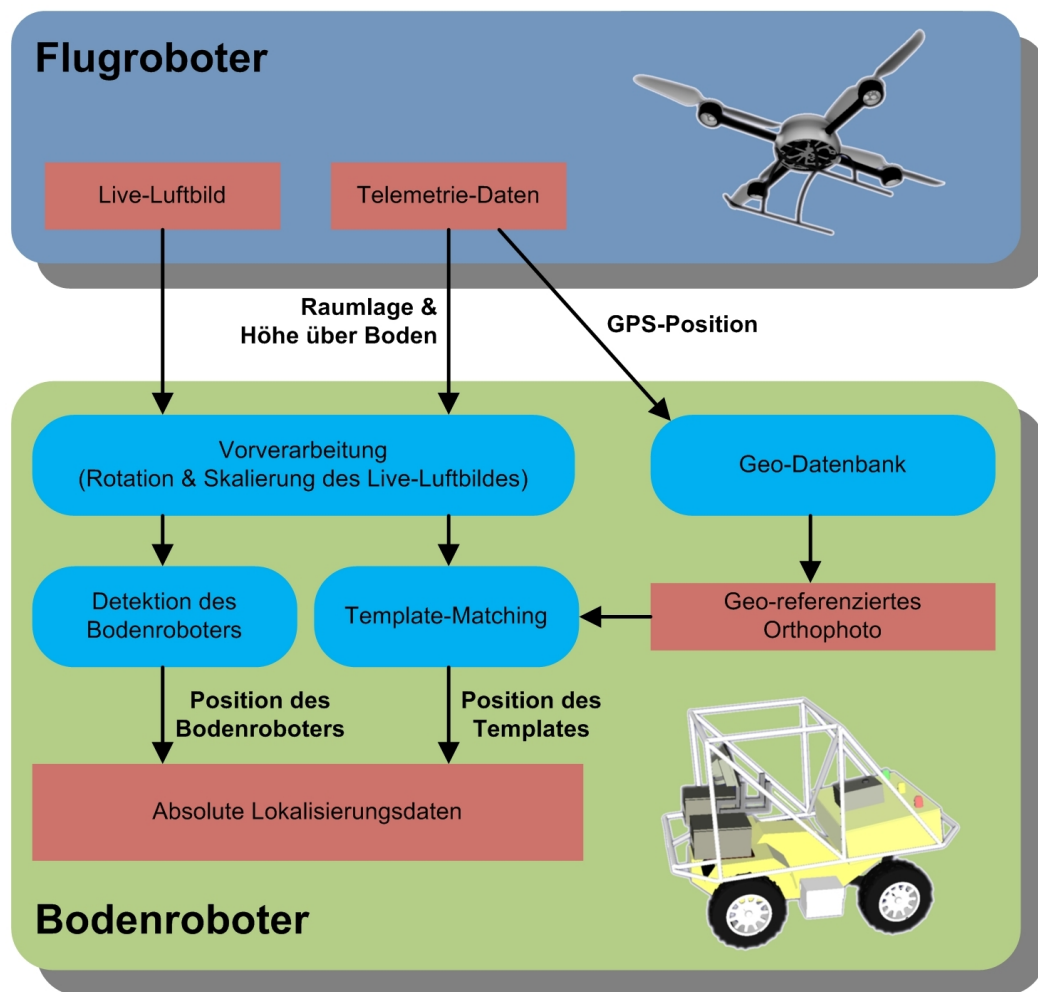 Flugroboter
Live-Luftbild
Telemetrie-Daten
Raumlage &
Höhe über Boden
GPS-Position
Vorverarbeitung
(Rotation & Skalierung des Live-Luftbildes)
Geo-Datenbank
Detektion des
Bodenroboters
Template-Matching
Geo-referenziertes
Orthophoto
Position des
Bodenroboters
Position des
Templates
Absolute Lokalisierungsdaten
Bodenroboter